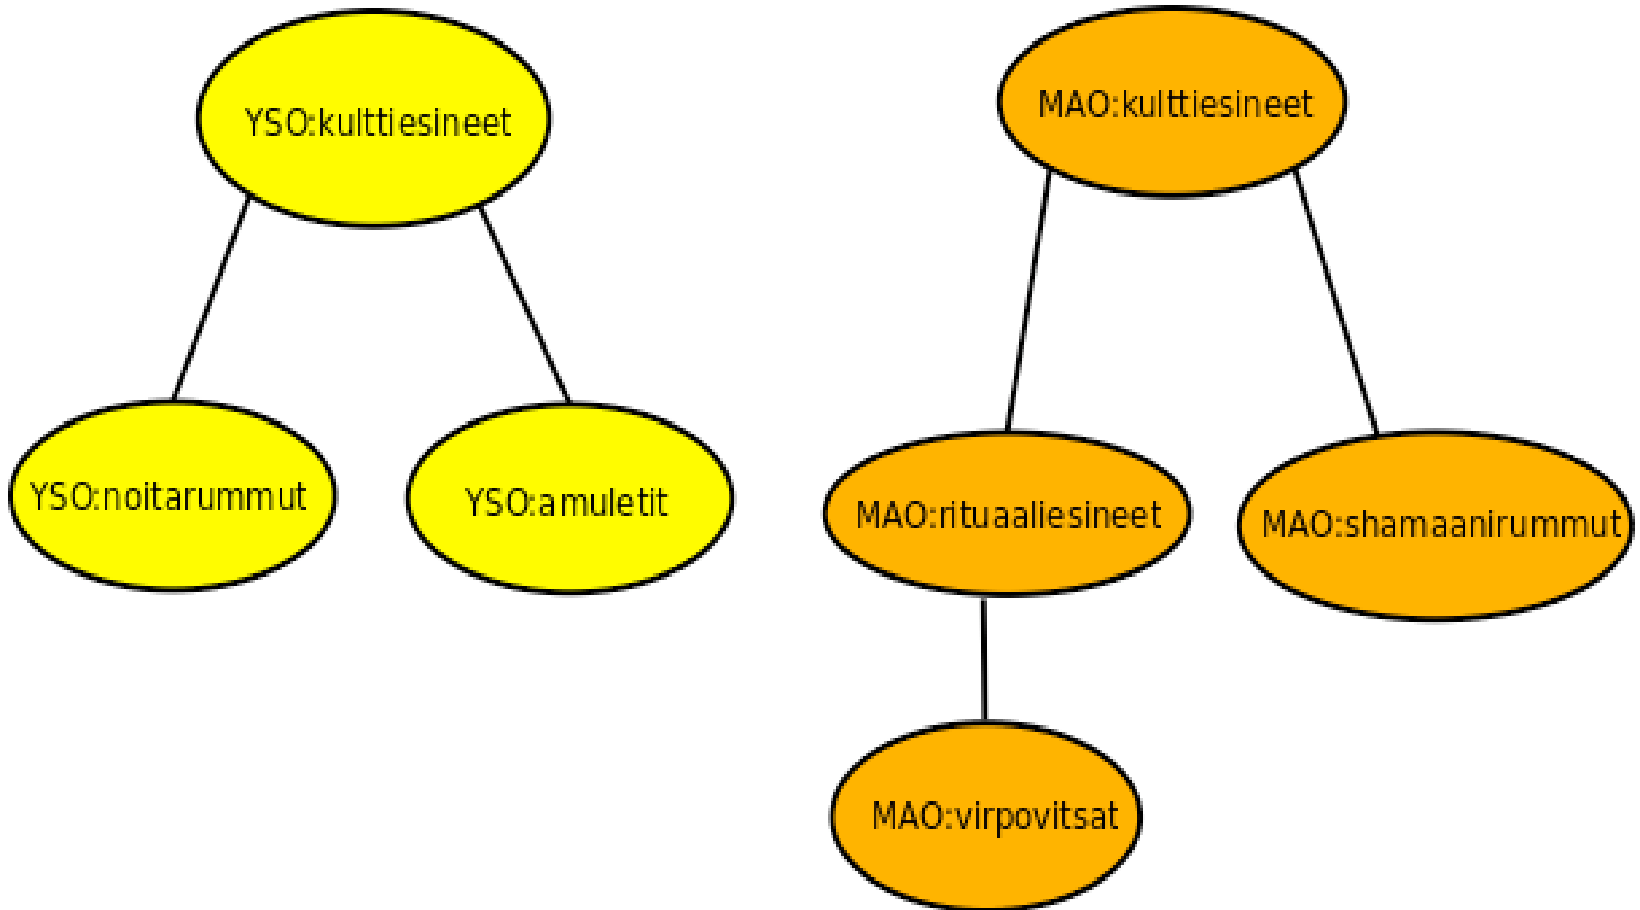 YSO:kulttiesineet
MAO:kulttiesineet
YSO:noitarummut
YSO:amuletit
MAO:rituaaliesineet
MAO:shamaanirummut
MAO:virpovitsat